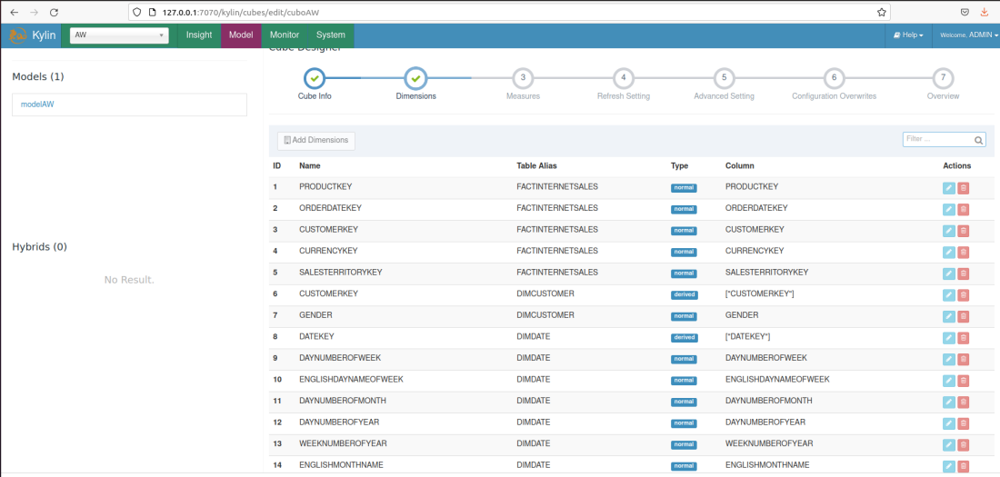 127.0.0.1:7070/kylin/cubes/edit/cuboAW
Kylin
AW
Insight
Model
Monitor
System
Help
Welcome, ADMIN
Cube Designer
Models (1)
modelAW
Hybrids (0)
No Result.
3
4
5
6
7
Cube Info
Dimensions
Measures
Refresh Setting
Advanced Setting
Configuration Overwrites
Overview
Add Dimensions
Filter ...
ID Name Table Alias Type Column Actions
1 PRODUCTKEY FACTINTERNETSALES normal PRODUCTKEY
2 ORDERDATEKEY FACTINTERNETSALES normal ORDERDATEKEY
3 CUSTOMERKEY FACTINTERNETSALES normal CUSTOMERKEY
4 CURRENCYKEY FACTINTERNETSALES normal CURRENCYKEY
5 SALESTERRITORYKEY FACTINTERNETSALES normal SALESTERRITORYKEY
6 CUSTOMERKEY DIMCUSTOMER derived ["CUSTOMERKEY"]
7 GENDER DIMCUSTOMER normal GENDER
8 DATEKEY DIMDATE derived ["DATEKEY"]
9 DAYNUMBEROFWEEK DIMDATE normal DAYNUMBEROFWEEK
10 ENGLISHDAYNAMEOFWEEK DIMDATE normal ENGLISHDAYNAMEOFWEEK
11 DAYNUMBEROFMONTH DIMDATE normal DAYNUMBEROFMONTH
12 DAYNUMBEROFYEAR DIMDATE normal DAYNUMBEROFYEAR
13 WEEKNUMBEROFYEAR DIMDATE normal WEEKNUMBEROFYEAR
14 ENGLISHMONTHNAME DIMDATE normal ENGLISHMONTHNAME